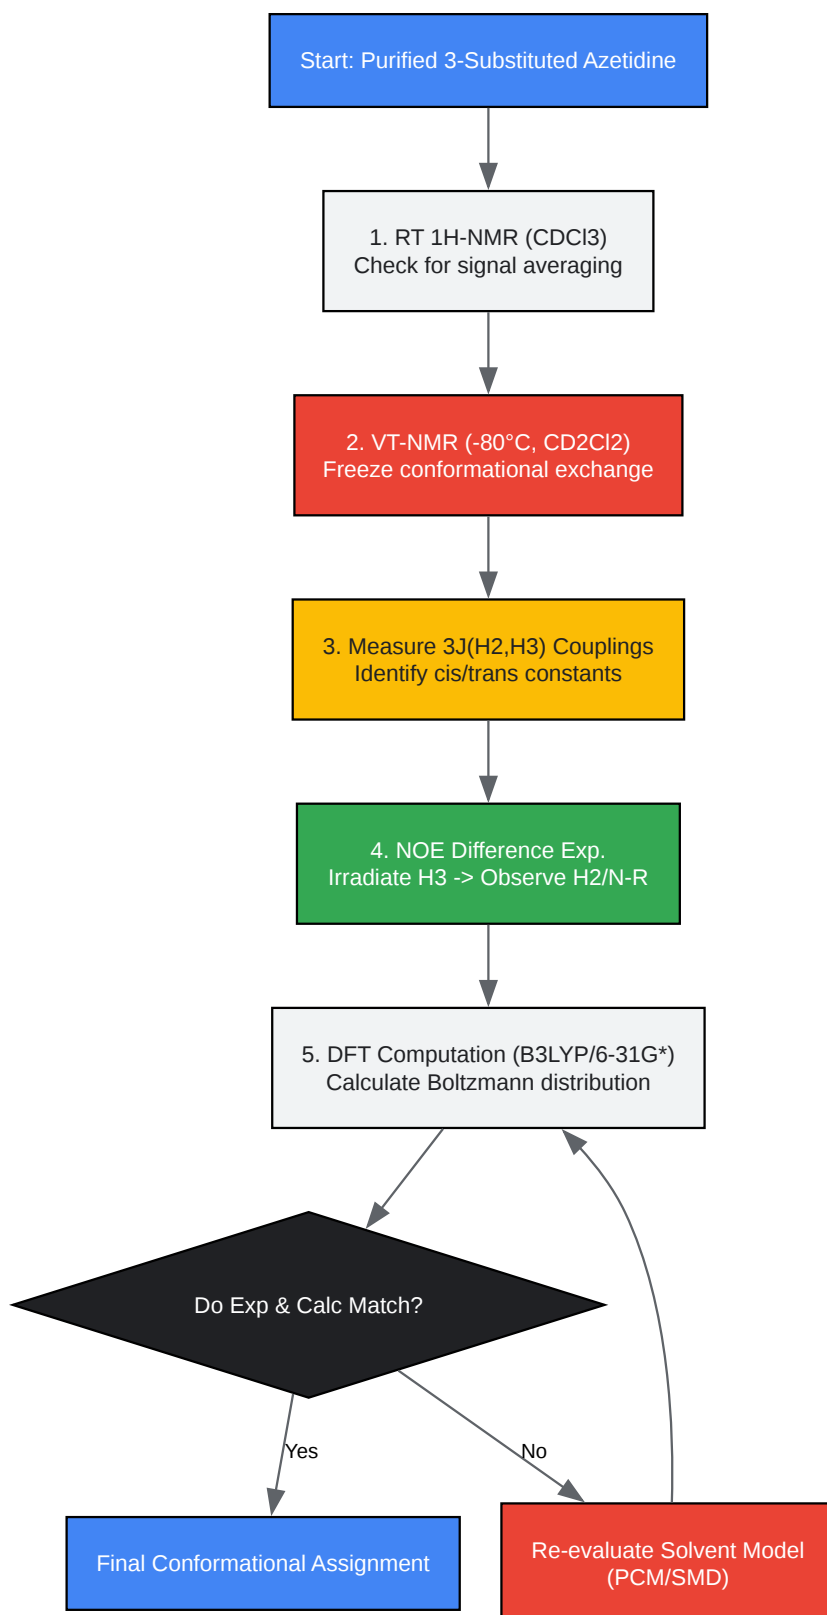 Start: Purified 3-Substituted Azetidine
1. RT 1H-NMR (CDCl3)
Check for signal averaging
2. VT-NMR (-80°C, CD2Cl2)
Freeze conformational exchange
3. Measure 3J(H2,H3) Couplings
Identify cis/trans constants
4. NOE Difference Exp.
Irradiate H3 -> Observe H2/N-R
5. DFT Computation (B3LYP/6-31G*)
Calculate Boltzmann distribution
Do Exp & Calc Match?
Yes
No
Final Conformational Assignment
Re-evaluate Solvent Model
(PCM/SMD)